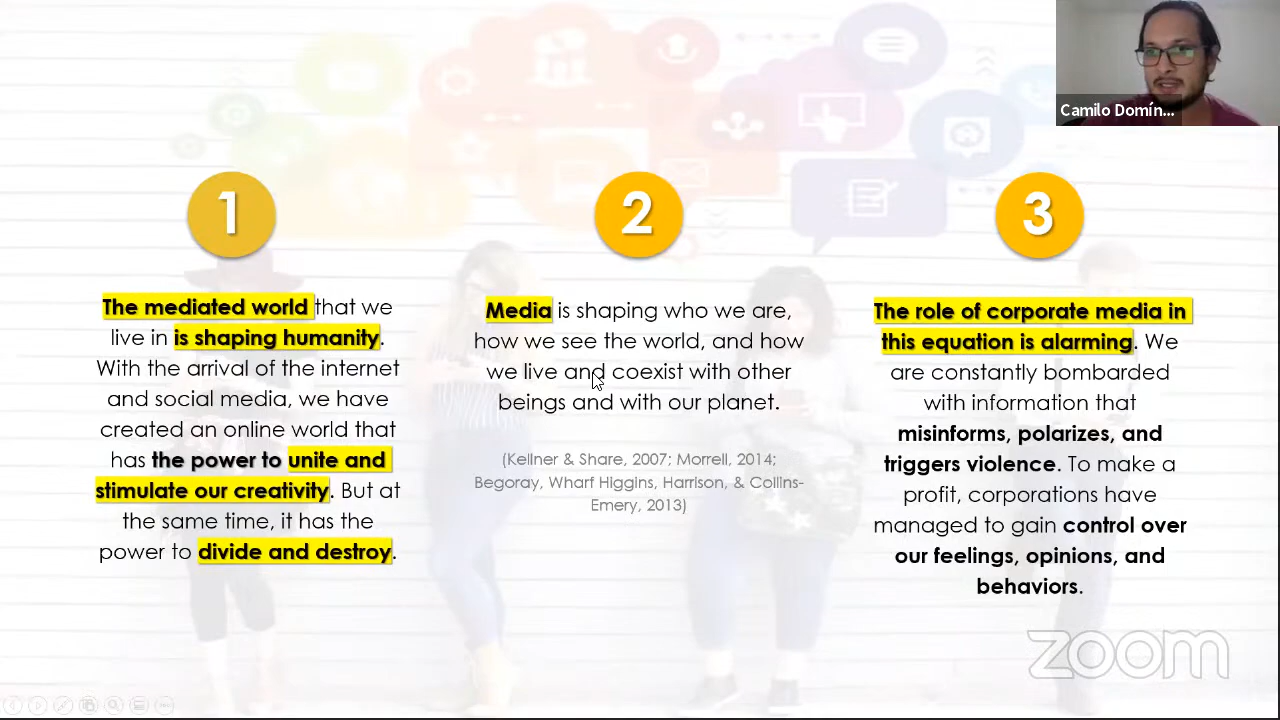 Camilo Domín...
1
The mediated world that we
live in is shaping humanity.
With the arrival of the internet
and social media, we have
created an online world that
has the power to unite and
stimulate our creativity. But at
the same time, it has the
power to divide and destroy.
2
Media is shaping who we are,
how we see the world, and how
we live and coexist with other
beings and with our planet.
(Kellner & Share, 2007; Morrell, 2014;
Begoray, Wharf Higgins, Harrison, & Collins-
Emery, 2013)
3
The role of corporate media in
this equation is alarming. We
are constantly bombarded
with information that
misinforms, polarizes, and
triggers violence. To make a
profit, corporations have
managed to gain control over
our feelings, opinions, and
behaviors.
zoom